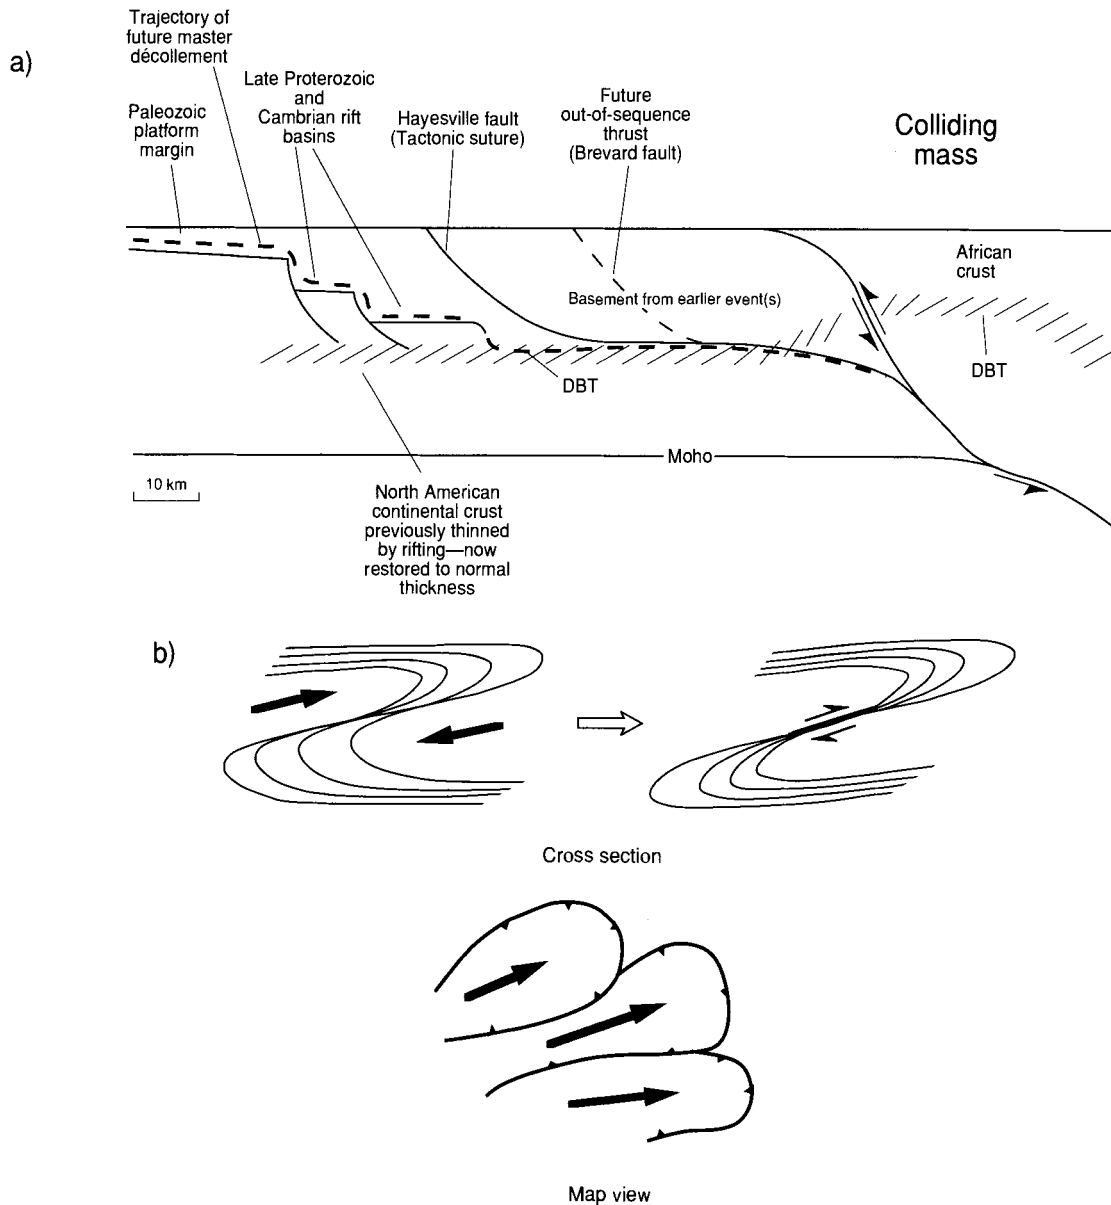 a)
Trajectory of
future master
décollement
Late Proterozoic
and
Cambrian rift
basins
Paleozoic
platform
margin
Hayesville fault
(Tactonic suture)
Future
out-of-sequence
thrust
(Brevard fault)
Colliding
mass
African
crust
Basement from earlier event(s)
DBT
DBT
Moho
10 km
North American
continental crust
previously thinned
by rifting—now
restored to normal
thickness
b)
Cross section
Map view